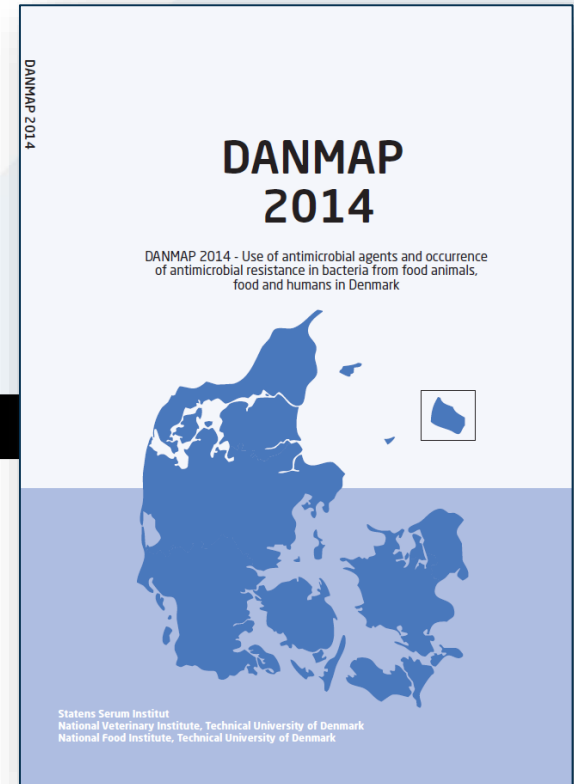 DANMAP 2014
DANMAP
2014
DANMAP 2014 - Use of antimicrobial agents and occurrence
of antimicrobial resistance in bacteria from food animals,
food and humans in Denmark
Statens Serum Institut
National Veterinary Institute, Technical University of Denmark
National Food Institute, Technical University of Denmark